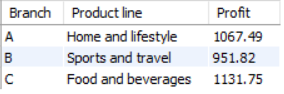 Branch Product line Profit
A Home and lifestyle 1067.49
B Sports and travel 951.82
C Food and beverages 1131.75